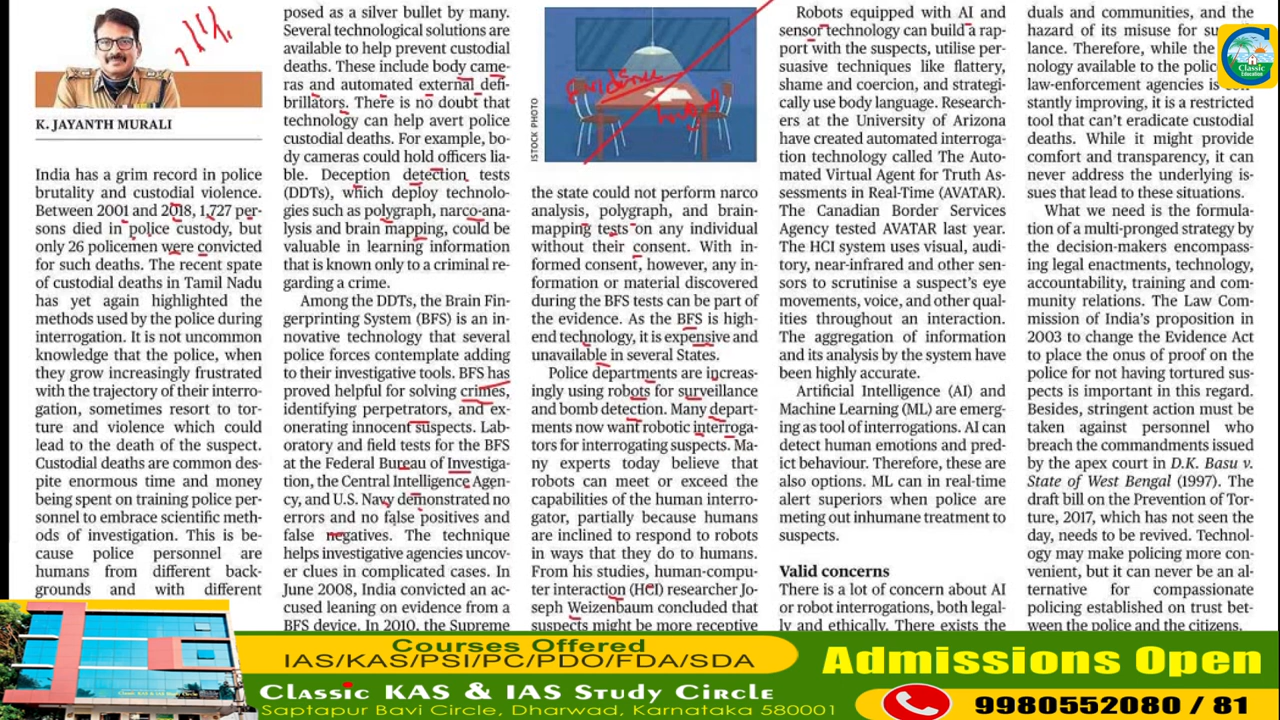 K. JAYANTH MURALI
India has a grim record in police
brutality and custodial violence.
Between 2001 and 2018, 1,727 per-
sons died in police custody, but
only 26 policemen were convicted
for such deaths. The recent spate
of custodial deaths in Tamil Nadu
has yet again highlighted the
methods used by the police during
interrogation. It is not uncommon
knowledge that the police, when
they grow increasingly frustrated
with the trajectory of their interro-
gation, sometimes resort to tor-
ture and violence which could
lead to the death of the suspect.
Custodial deaths are common des-
pite enormous time and money
being spent on training police per-
sonnel to embrace scientific meth-
ods of investigation. This is be-
cause police personnel are
humans from different back-
grounds and with different
posed as a silver bullet by many.
Several technological solutions are
available to help prevent custodial
deaths. These include body came-
ras and automated external defi-
brillators. There is no doubt that
technology can help avert police
custodial deaths. For example, bo-
dy cameras could hold officers lia-
ble. Deception detection tests
(DDTs), which deploy technolo-
gies such as polygraph, narco-ana-
lysis and brain mapping, could be
valuable in learning information
that is known only to a criminal re-
garding a crime.
Among the DDTs, the Brain Fin-
gerprinting System (BFS) is an in-
novative technology that several
police forces contemplate adding
to their investigative tools. BFS has
proved helpful for solving crimes,
identifying perpetrators, and ex-
onerating innocent suspects. Lab-
oratory and field tests for the BFS
at the Federal Bureau of Investiga-
tion, the Central Intelligence Agen-
cy, and U.S. Navy demonstrated no
errors and no false positives and
false negatives. The technique
helps investigative agencies uncov-
er clues in complicated cases. In
June 2008, India convicted an ac-
cused leaning on evidence from a
BFS device. In 2010, the Supreme
ISTOCK PHOTO
the state could not perform narco
analysis, polygraph, and brain-
mapping tests on any individual
without their consent. With in-
formed consent, however, any in-
formation or material discovered
during the BFS tests can be part of
the evidence. As the BFS is high-
end technology, it is expensive and
unavailable in several States.
Police departments are increas-
ingly using robots for surveillance
and bomb detection. Many depart-
ments now want robotic interroga-
tors for interrogating suspects. Ma-
ny experts today believe that
robots can meet or exceed the
capabilities of the human interro-
gator, partially because humans
are inclined to respond to robots
in ways that they do to humans.
From his studies, human-compu-
ter interaction (HCI) researcher Jo-
seph Weizenbaum concluded that
suspects might be more receptive
Robots equipped with AI and
sensor technology can build a rap-
port with the suspects, utilise per-
suasive techniques like flattery,
shame and coercion, and strategi-
cally use body language. Research-
ers at the University of Arizona
have created automated interroga-
tion technology called The Auto-
mated Virtual Agent for Truth As-
sessments in Real-Time (AVATAR).
The Canadian Border Services
Agency tested AVATAR last year.
The HCI system uses visual, audi-
tory, near-infrared and other sen-
sors to scrutinise a suspect's eye
movements, voice, and other qual-
ities throughout an interaction.
The aggregation of information
and its analysis by the system have
been highly accurate.
Artificial Intelligence (AI) and
Machine Learning (ML) are emerg-
ing as tool of interrogations. AI can
detect human emotions and pred-
ict behaviour. Therefore, these are
also options. ML can in real-time
alert superiors when police are
meting out inhumane treatment to
suspects.
Valid concerns
There is a lot of concern about AI
or robot interrogations, both legal-
ly and ethically. There exists the
duals and communities, and the
hazard of its misuse for
lance. Therefore, while the
nology available to the
law-enforcement agencies is
stantly improving, it is a restricted
tool that can't eradicate custodial
deaths. While it might provide
comfort and transparency, it can
never address the underlying is-
sues that lead to these situations.
What we need is the formula-
tion of a multi-pronged strategy by
the decision-makers encompass-
ing legal enactments, technology,
accountability, training and com-
munity relations. The Law Com-
mission of India's proposition in
2003 to change the Evidence Act
to place the onus of proof on the
police for not having tortured sus-
pects is important in this regard.
Besides, stringent action must be
taken against personnel who
breach the commandments issued
by the apex court in D.K. Basu v.
State of West Bengal (1997). The
draft bill on the Prevention of Tor-
ture, 2017, which has not seen the
day, needs to be revived. Technol-
ogy may make policing more con-
venient, but it can never be an al-
ternative for compassionate
policing established on trust bet-
ween the police and the citizens.
Classic
Education
Courses Offered
IAS/KAS/PSI/PC/PDO/FDA/SDA
Classic KAS & IAS Study Circle
Saptapur Bavi Circle, Dharwad, Karnataka 580001
Admissions Open
9980552080 / 81